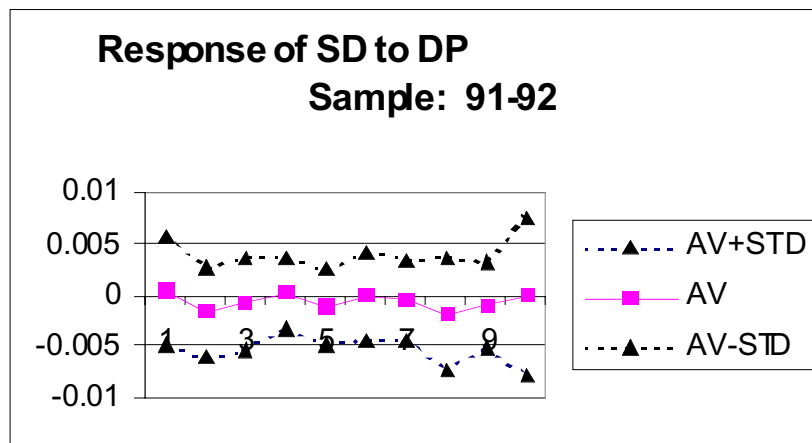 Response of SD to DP
Sample: 91-92
0.01
0.005
0
-0.005
-0.01
1 3 5 7 9
AV+STD
AV
AV-STD